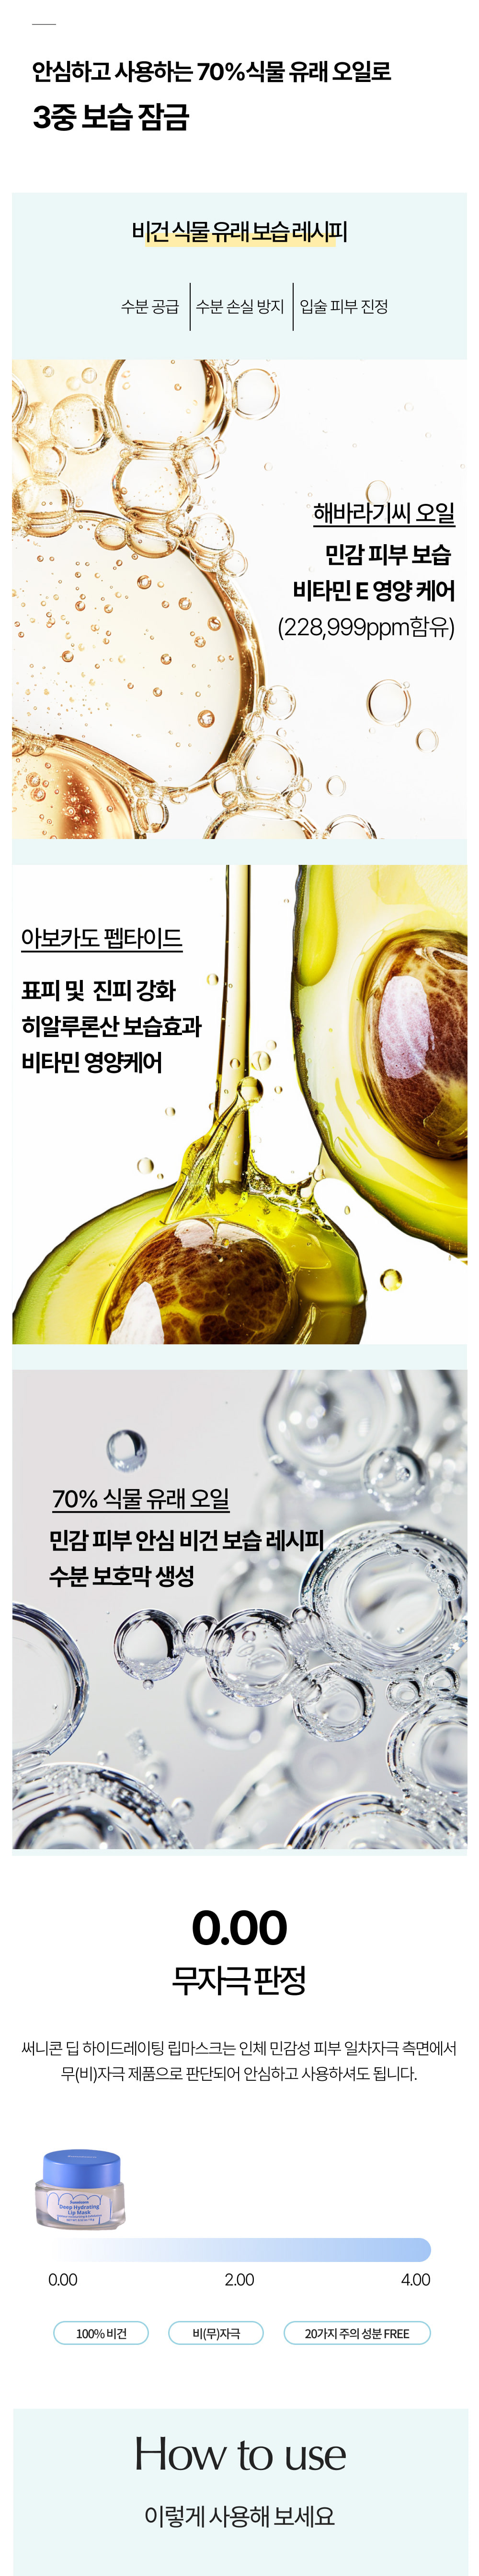 안심하고 사용하는 70%식물 유래 오일로
3중 보습 잠금
비건 식물 유래 보습 레시피
수분 공급
수분 손실 방지
입술 피부 진정
해바라기씨 오일
민감 피부 보습
비타민 E 영양 케어
(228,999ppm함유)
아보카도 펩타이드
표피 및 진피 강화
히알루론산 보습효과
비타민 영양케어
70% 식물 유래 오일
민감 피부 안심 비건 보습 레시피
수분 보호막 생성
0.00
무자극 판정
써니콘 딥 하이드레이팅 립마스크는 인체 민감성 피부 일차자극 측면에서
무(비)자극 제품으로 판단되어 안심하고 사용하셔도 됩니다.
Deep Hydrating
Lip Mask
0.00
2.00
4.00
100% 비건
비(무)자극
20가지 주의 성분 FREE
How to use
이렇게 사용해 보세요